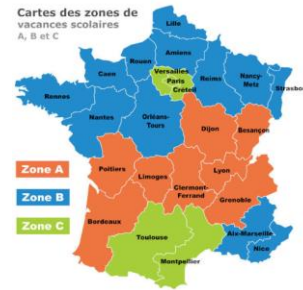 Cartes des zones de
vacances scolaires
A, B et C
Lille
Amiens
Rouen
Caen
Versailles
Paris
Créteil
Reims
Nancy-
Metz
Strasbo
Rennes
Nantes
Orléans-
Tours
Dijon
Besançon
Zone A
Zone B
Zone C
Poitiers
Limoges
Clermont-
Ferrand
Lyon
Grenoble
Bordeaux
Toulouse
Montpellier
Aix-Marseille
Nice